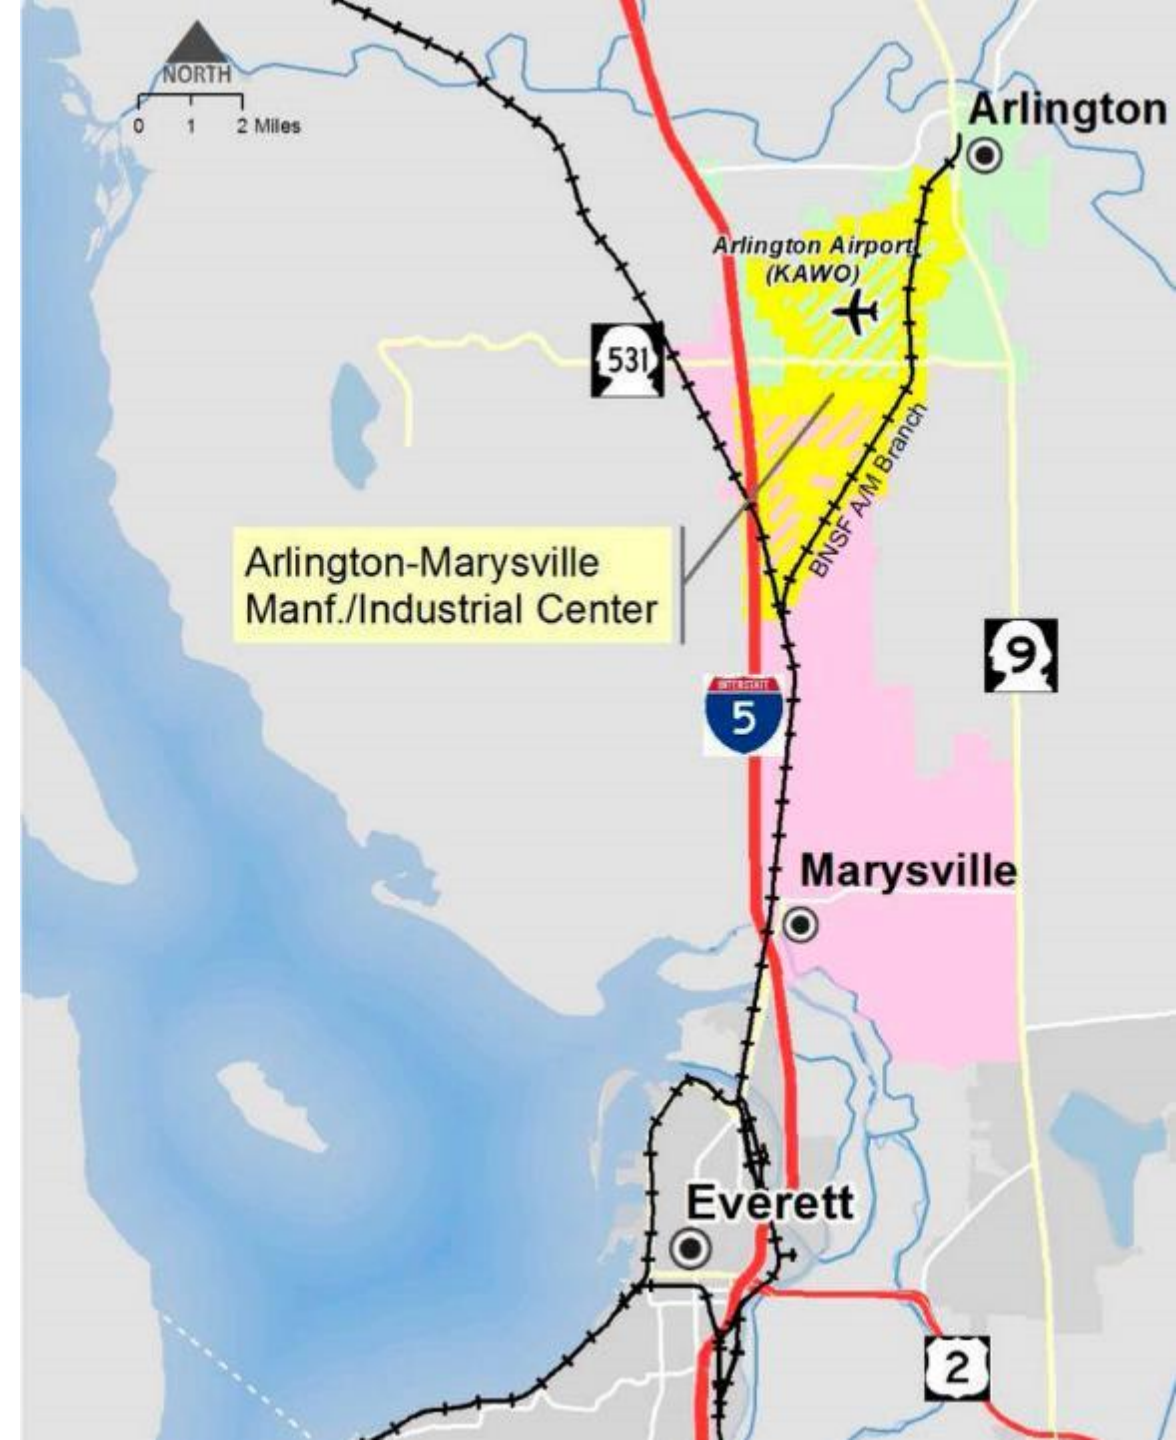 NORTH
0 1 2 Miles
Arlington
Arlington Airport
(KAWO)
531
BNSF A/M Branch
Arlington-Marysville
Manf./Industrial Center
9
INTERSTATE
5
Marysville
Everett
2